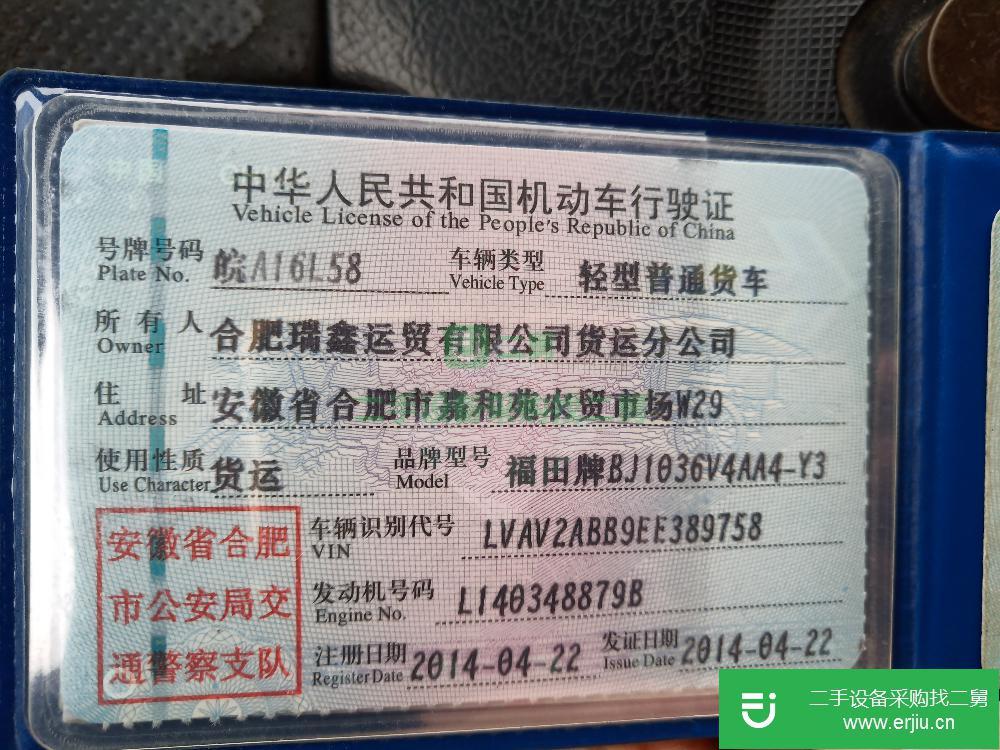 中华人民共和国机动车行驶证
Vehicle License of the People's Republic of China
号牌号码 皖A16L58 车辆类型 轻型普通货车
Plate No. Vehicle Type
所有人 合肥瑞鑫运贸有限公司货运分公司
Owner
住址 安徽省合肥市嘉和苑农贸市场W29
Address
使用性质 货运 品牌型号 福田牌BJ1036V4AA4-Y3
Use Character Model
车辆识别代号 LVAV2ABB9EE389758
VIN
发动机号码 L140348879B
Engine No.
注册日期 2014-04-22 发证日期 2014-04-22
Register Date Issue Date
安徽省合肥
市公安局交
通警察支队
二手设备采购找二舅
www.erjiu.cn